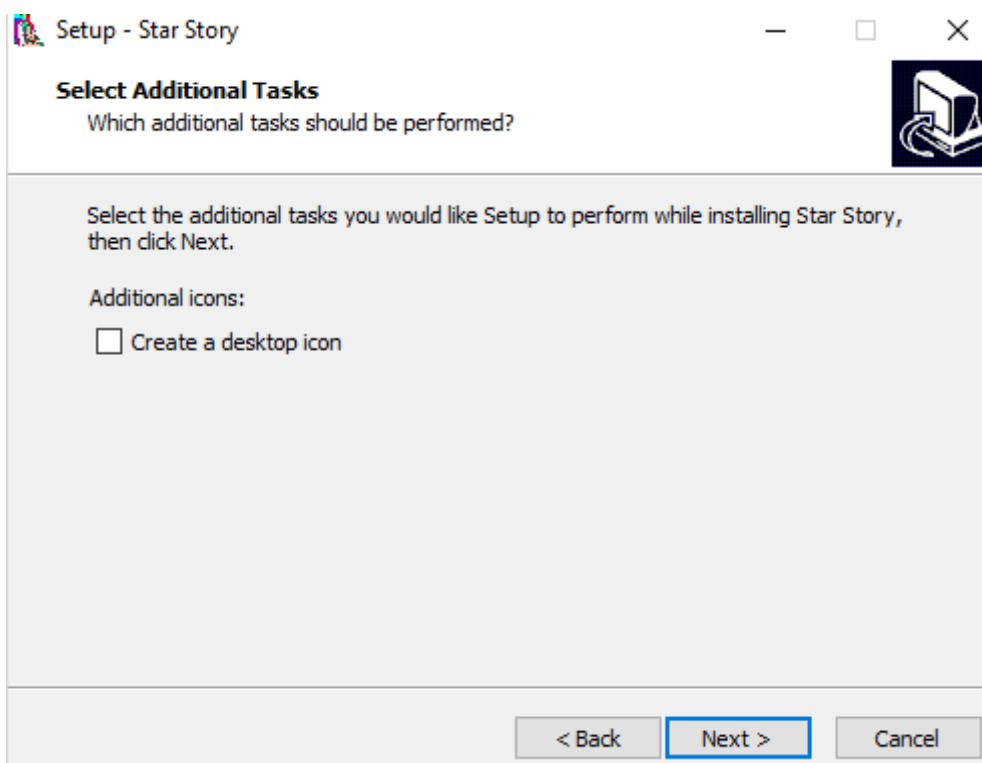 Setup - Star Story
Select Additional Tasks
Which additional tasks should be performed?
Select the additional tasks you would like Setup to perform while installing Star Story,
then click Next.
Additional icons:
Create a desktop icon
< Back
Next >
Cancel